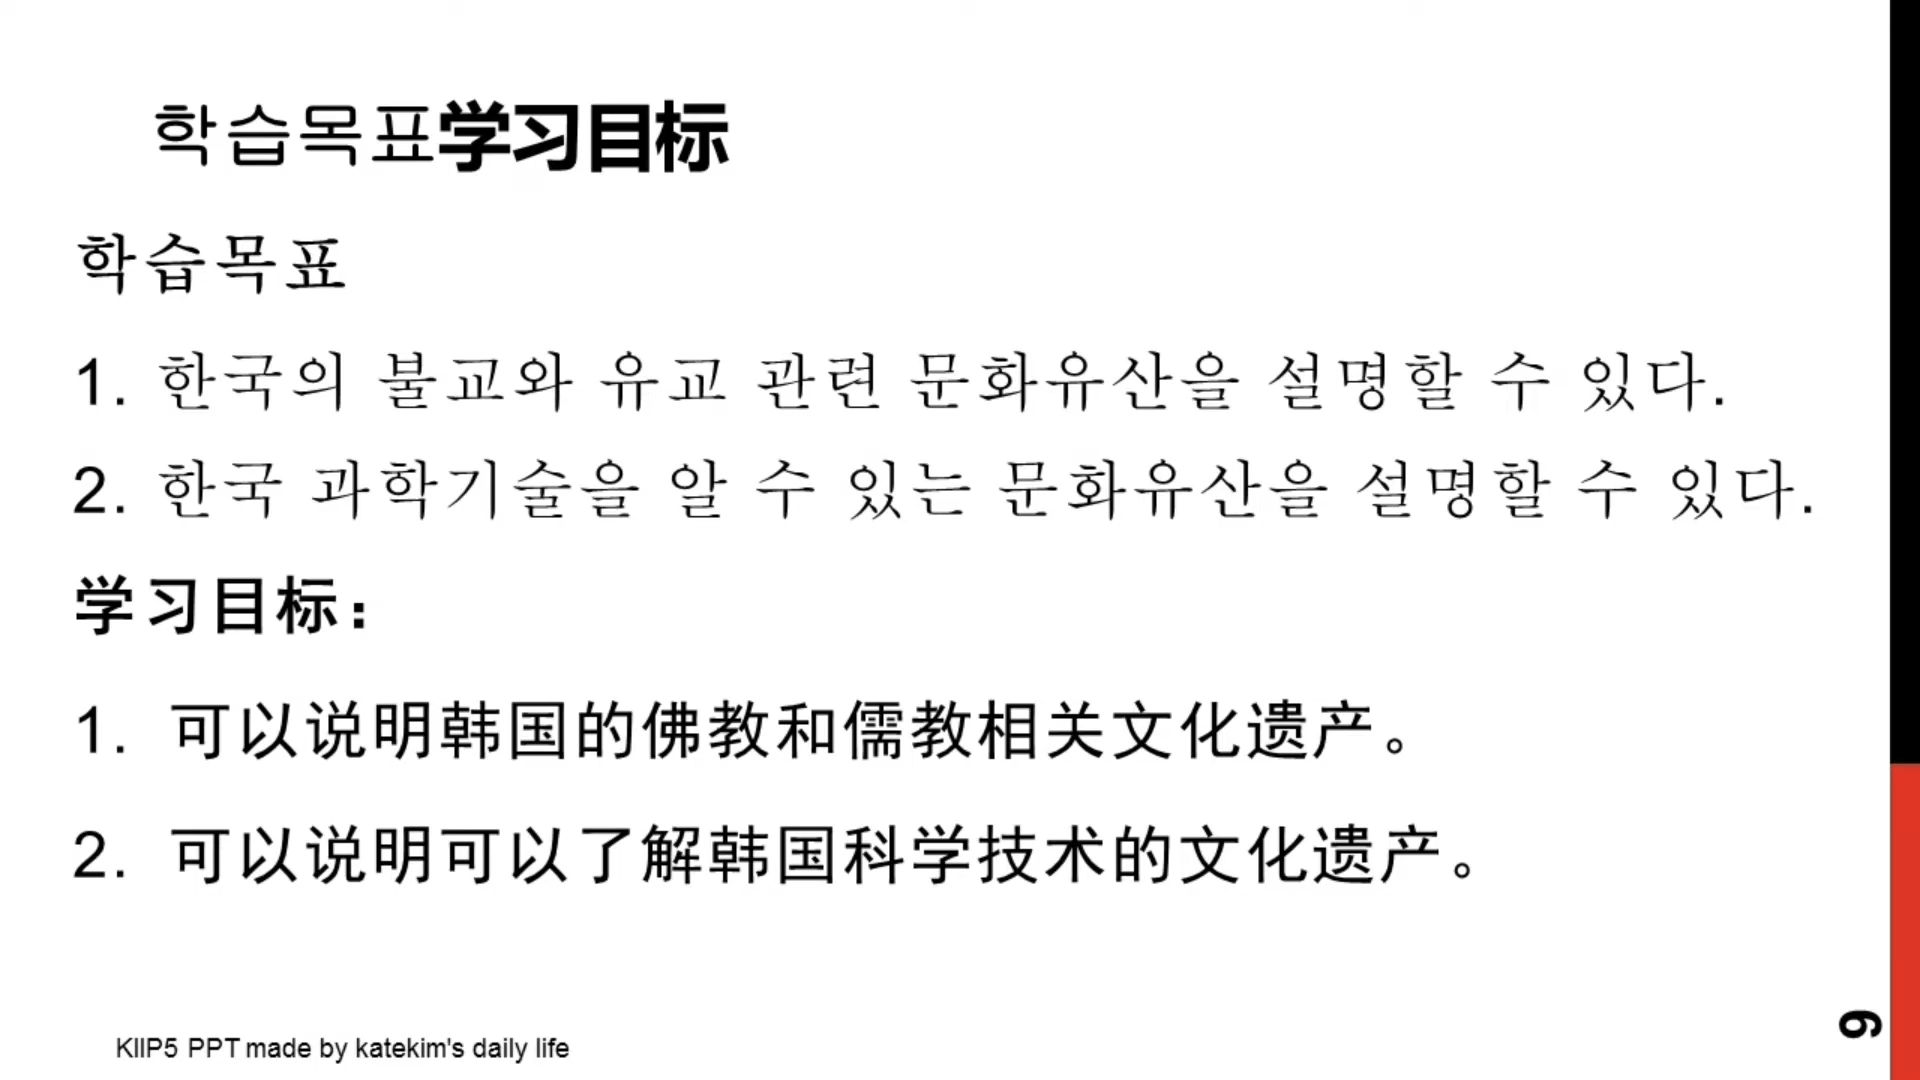 학습목표学习目标
학습목표
1. 한국의 불교와 유교 관련 문화유산을 설명할 수 있다.
2. 한국 과학기술을 알 수 있는 문화유산을 설명할 수 있다.
学习目标：
1. 可以说明韩国的佛教和儒教相关文化遗产。
2. 可以说明可以了解韩国科学技术的文化遗产。
KIIP5 PPT made by katekim's daily life
9